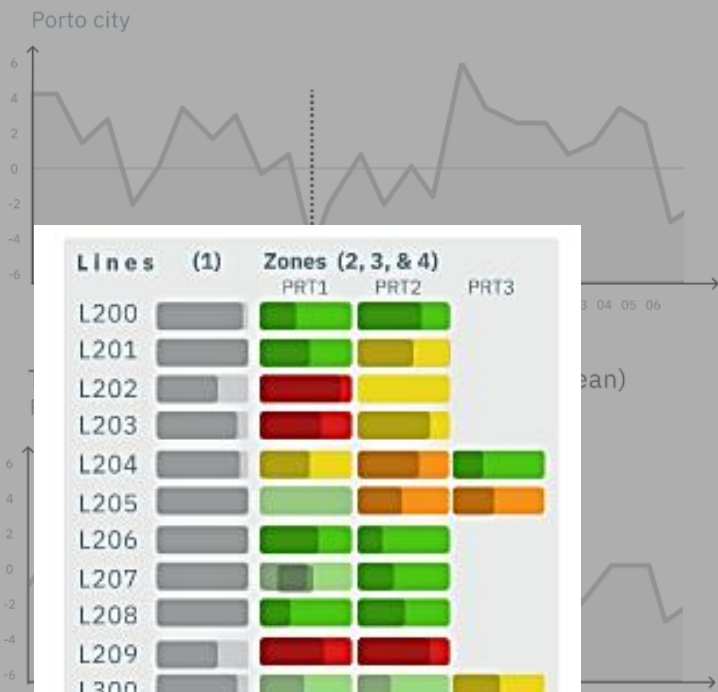 Porto city
6
4
2
0
-2
-4
-6
04 05 06
Lines (1) Zones (2, 3, & 4)
PRT1 PRT2 PRT3
L200
L201
L202
L203
L204
L205
L206
L207
L208
L209
L300
ean)
6
4
2
0
-2
-4
-6